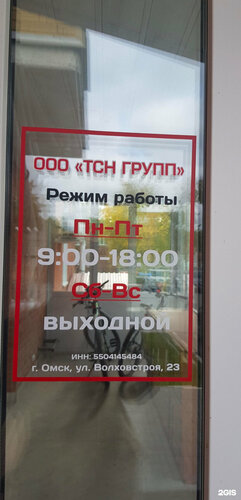 ООО «ТСН ГРУПП»
Режим работы
Пн-Пт
9:00-18:00
Сб-Вс
ВЫХОДНОЙ
ИНН: 5504145484
г. Омск, ул. Волховстроя, 23
2GIS